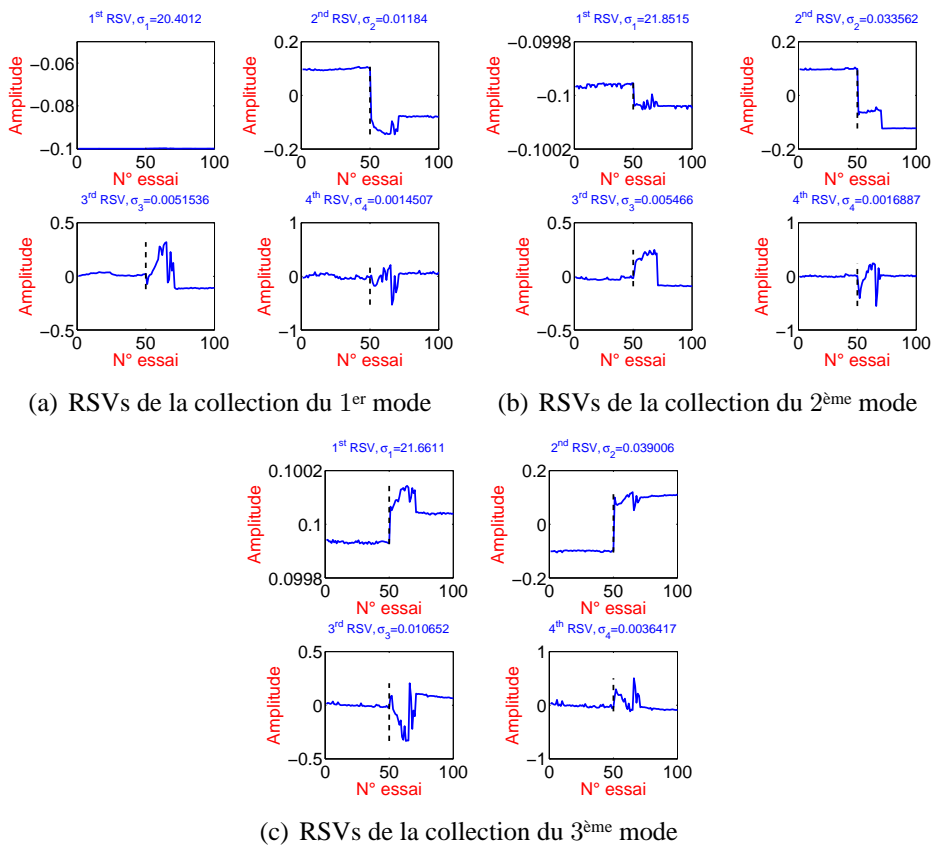 1st RSV, σ1=20.4012
Amplitude
−0.06
−0.08
−0.1
0 50 100
N° essai
2nd RSV, σ2=0.01184
Amplitude
0.2
0
−0.2
0 50 100
N° essai
3rd RSV, σ3=0.0051536
Amplitude
0.5
0
−0.5
0 50 100
N° essai
4th RSV, σ4=0.0014507
Amplitude
1
0
−1
0 50 100
N° essai
(a) RSVs de la collection du 1er mode
1st RSV, σ1=21.8515
Amplitude
−0.0998
−0.1
−0.1002
0 50 100
N° essai
2nd RSV, σ2=0.033562
Amplitude
0.2
0
−0.2
0 50 100
N° essai
3rd RSV, σ3=0.005466
Amplitude
0.5
0
−0.5
0 50 100
N° essai
4th RSV, σ4=0.0016887
Amplitude
1
0
−1
0 50 100
N° essai
(b) RSVs de la collection du 2ème mode
1st RSV, σ1=21.6611
Amplitude
0.1002
0.1
0.0998
0 50 100
N° essai
2nd RSV, σ2=0.039006
Amplitude
0.2
0
−0.2
0 50 100
N° essai
3rd RSV, σ3=0.010652
Amplitude
0.5
0
−0.5
0 50 100
N° essai
4th RSV, σ4=0.0036417
Amplitude
1
0
−1
0 50 100
N° essai
(c) RSVs de la collection du 3ème mode